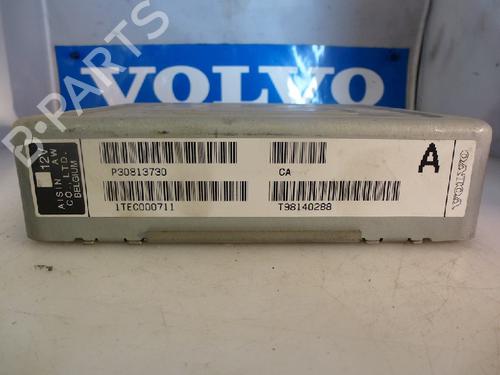 VOLVO
B-PARTS
12V
AISIN AW
CO., LTD.
BELGIUM
P30813730
CA
A
1TEC000711
T98140288
VOLVO